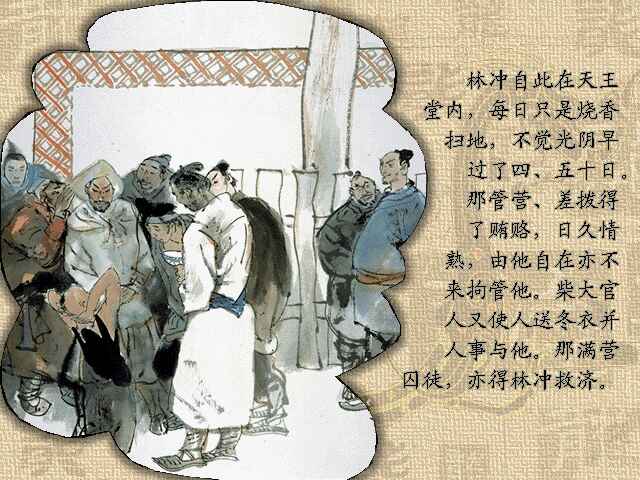 林冲自此在天王
堂内，每日只是烧香
扫地，不觉光阴早
过了四、五十日。
那管营、差拨得
了贿赂，日久情
熟，由他自在亦不
来拘管他。柴大官
人又使人送冬衣并
人事与他。那满营
囚徒，亦得林冲救济。